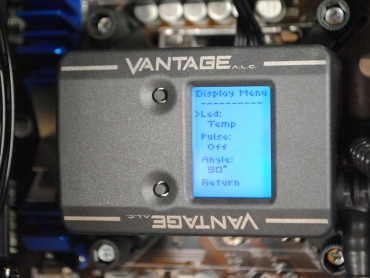 VANTAGE A.L.C.
Display Menu
----------
>Led:
Temp
Pulse:
Off
Angle:
90°
Return
VANTAGE A.L.C.